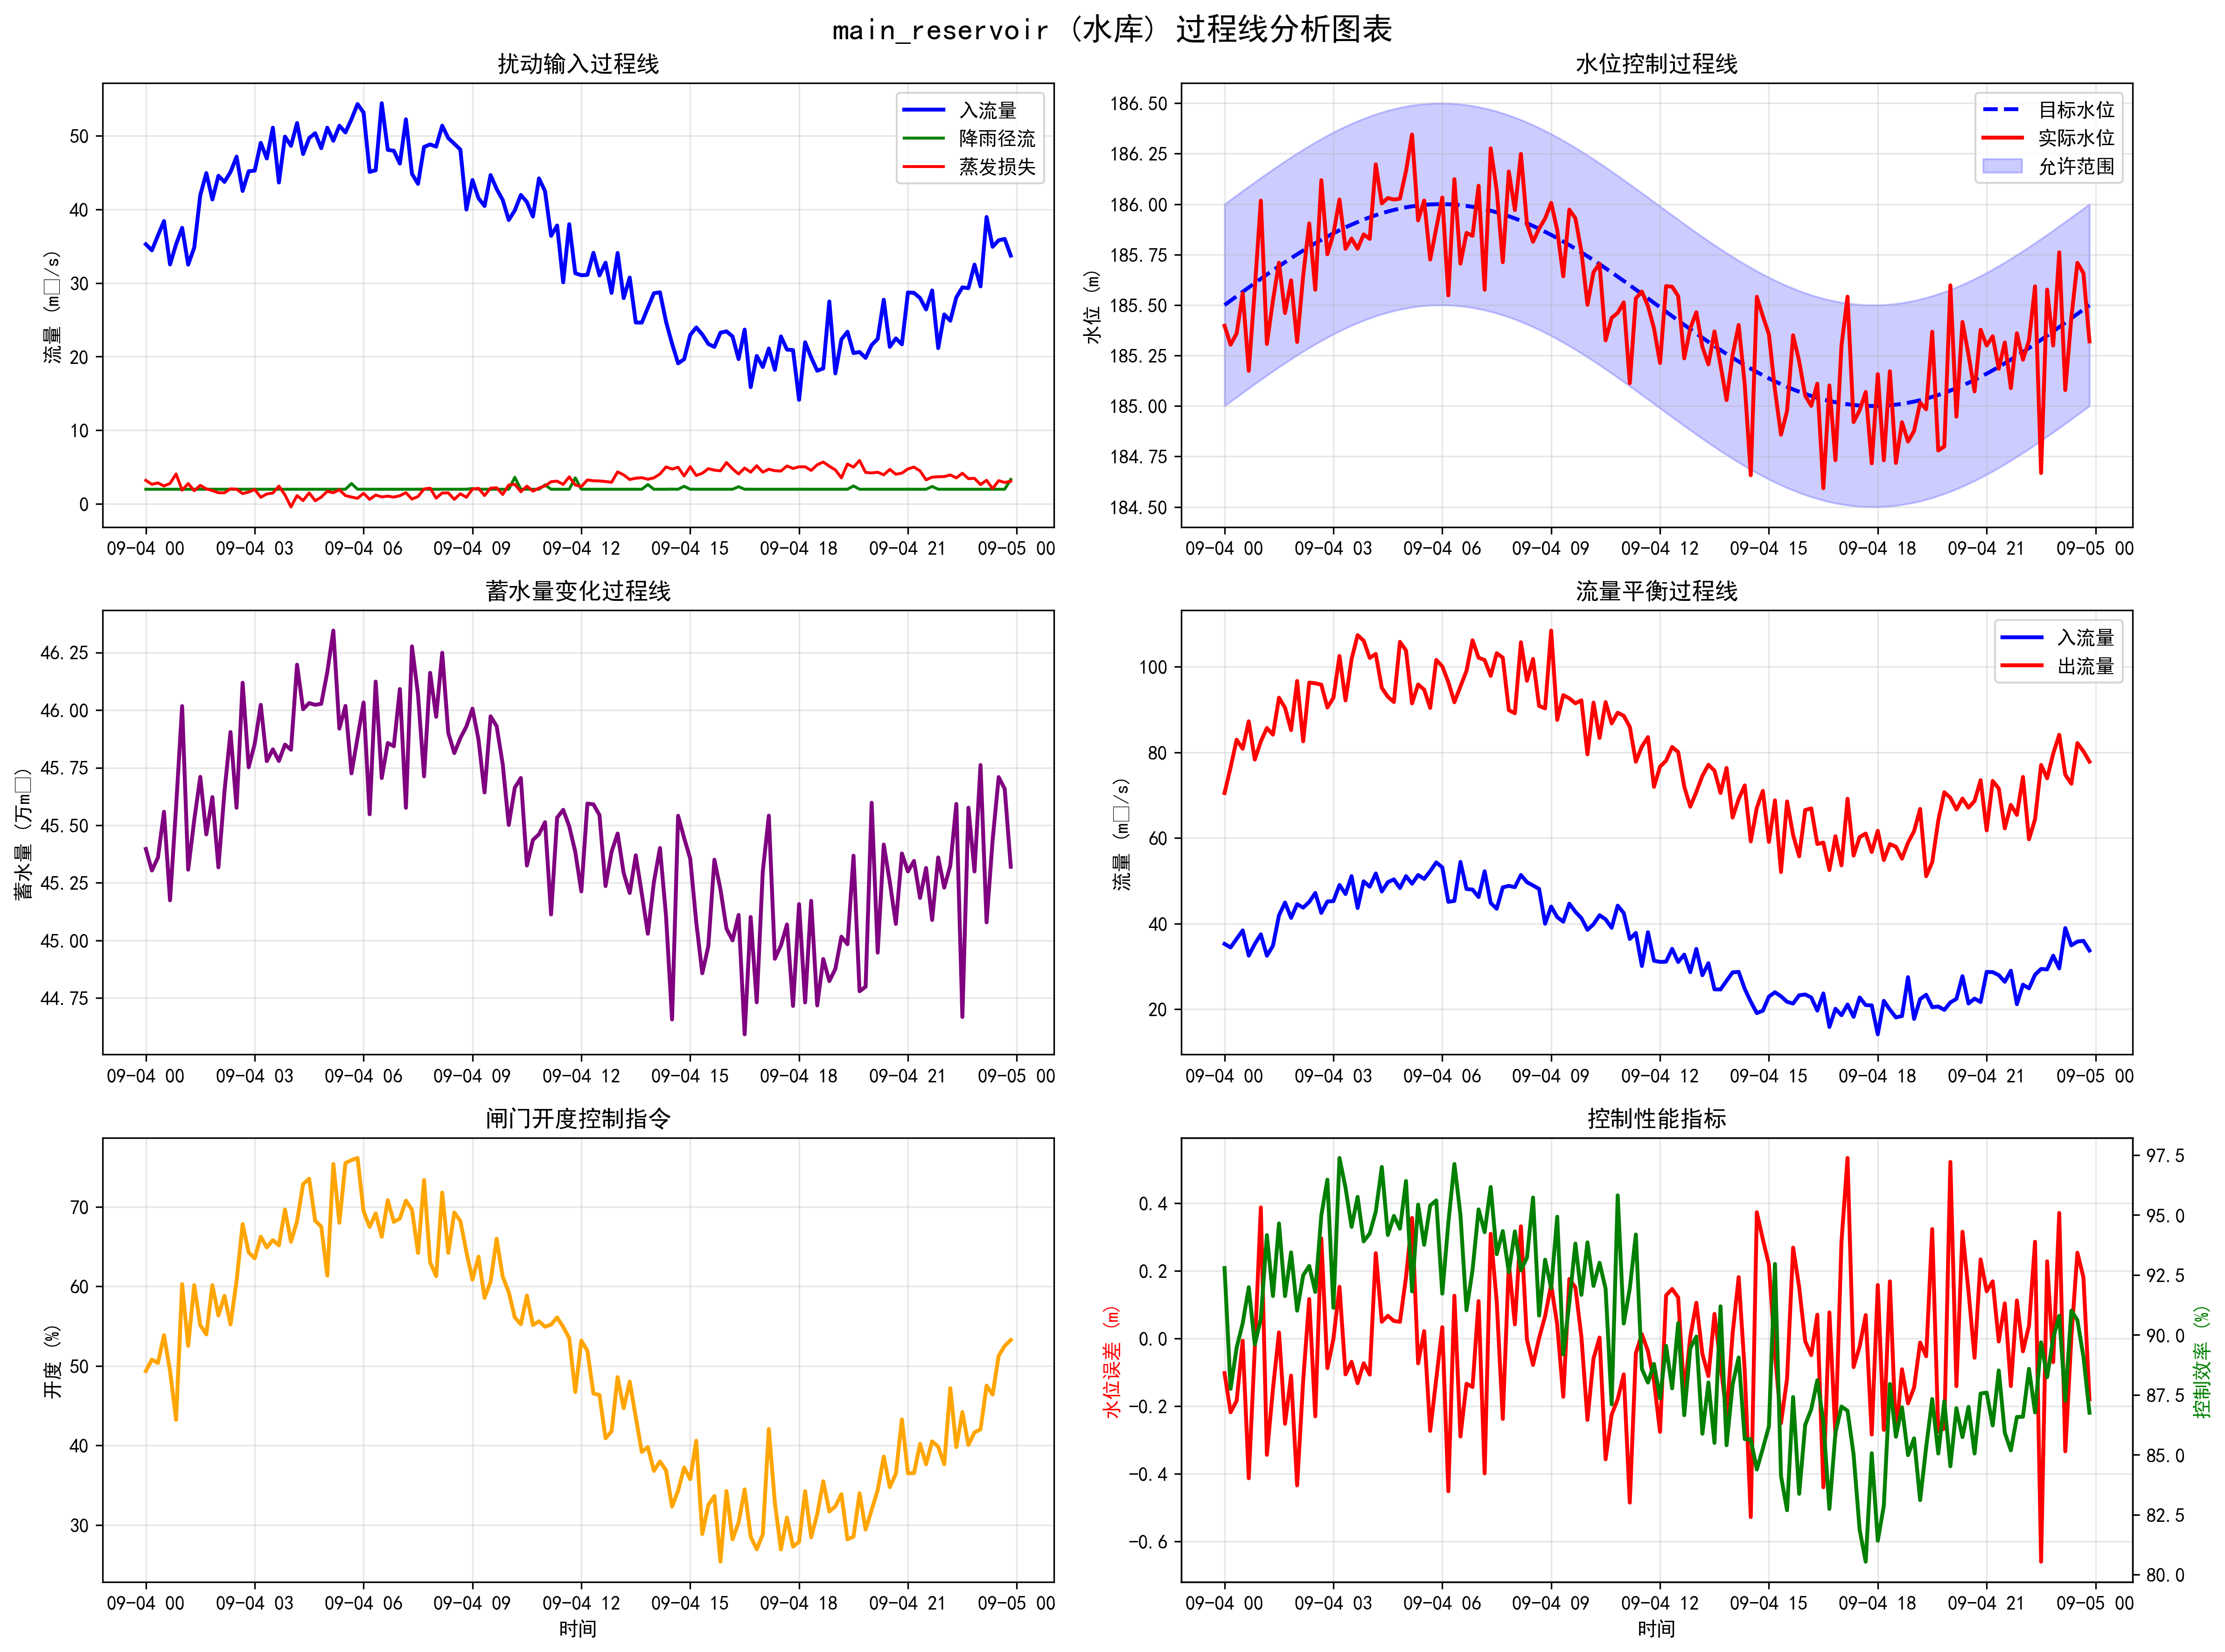 main_reservoir (水库) 过程线分析图表
扰动输入过程线
流量 (m□/s)
50
40
30
20
10
0
入流量
降雨径流
蒸发损失
09-04 00 09-04 03 09-04 06 09-04 09 09-04 12 09-04 15 09-04 18 09-04 21 09-05 00
水位控制过程线
水位 (m)
186.50
186.25
186.00
185.75
185.50
185.25
185.00
184.75
184.50
目标水位
实际水位
允许范围
09-04 00 09-04 03 09-04 06 09-04 09 09-04 12 09-04 15 09-04 18 09-04 21 09-05 00
蓄水量变化过程线
蓄水量 (万m□)
46.25
46.00
45.75
45.50
45.25
45.00
44.75
09-04 00 09-04 03 09-04 06 09-04 09 09-04 12 09-04 15 09-04 18 09-04 21 09-05 00
流量平衡过程线
流量 (m□/s)
100
80
60
40
20
入流量
出流量
09-04 00 09-04 03 09-04 06 09-04 09 09-04 12 09-04 15 09-04 18 09-04 21 09-05 00
闸门开度控制指令
开度 (%)
70
60
50
40
30
09-04 00 09-04 03 09-04 06 09-04 09 09-04 12 09-04 15 09-04 18 09-04 21 09-05 00
时间
控制性能指标
水位误差 (m)
0.4
0.2
0.0
-0.2
-0.4
-0.6
97.5
95.0
92.5
90.0
87.5
85.0
82.5
80.0
控制效率 (%)
09-04 00 09-04 03 09-04 06 09-04 09 09-04 12 09-04 15 09-04 18 09-04 21 09-05 00
时间